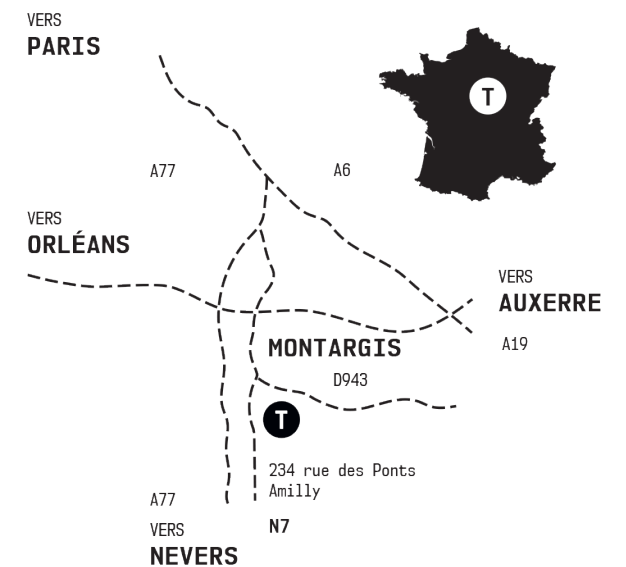 VERS
PARIS
T
A77
A6
VERS
ORLÉANS
VERS
AUXERRE
A19
MONTARGIS
D943
T
234 rue des Ponts
Amilly
A77
N7
VERS
NEVERS